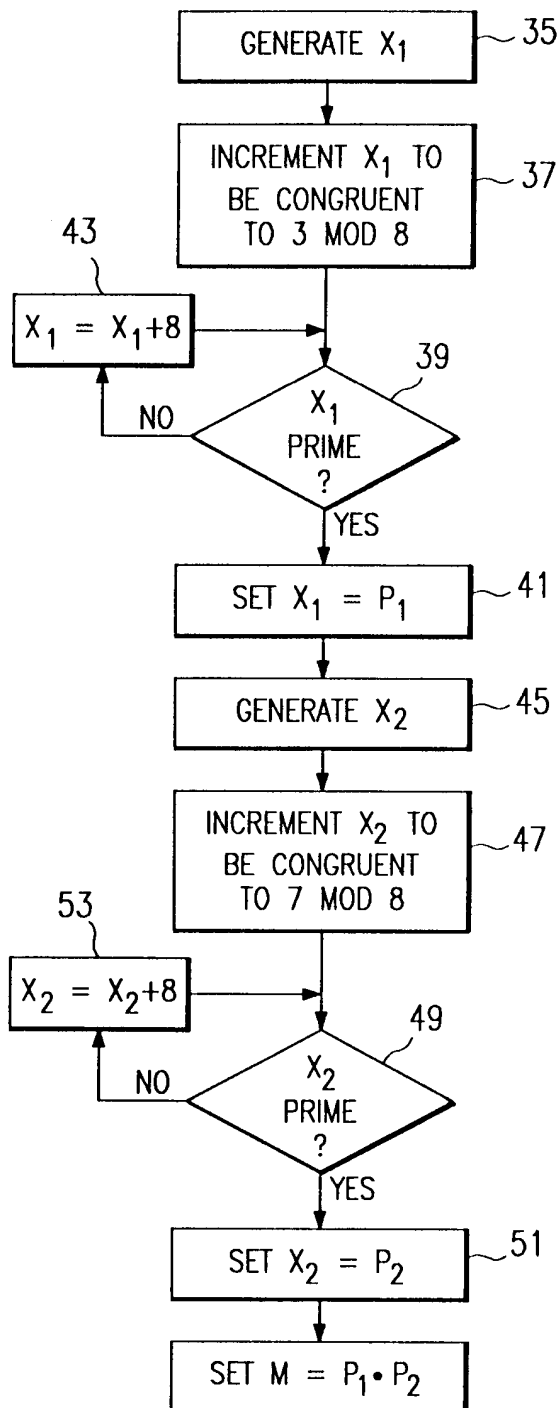 GENERATE X₁
35
INCREMENT X₁ TO
BE CONGRUENT
TO 3 MOD 8
37
43
X₁ = X₁+8
39
X₁
PRIME
?
NO
YES
SET X₁ = P₁
41
GENERATE X₂
45
INCREMENT X₂ TO
BE CONGRUENT
TO 7 MOD 8
47
53
X₂ = X₂+8
49
X₂
PRIME
?
NO
YES
SET X₂ = P₂
51
SET M = P₁•P₂